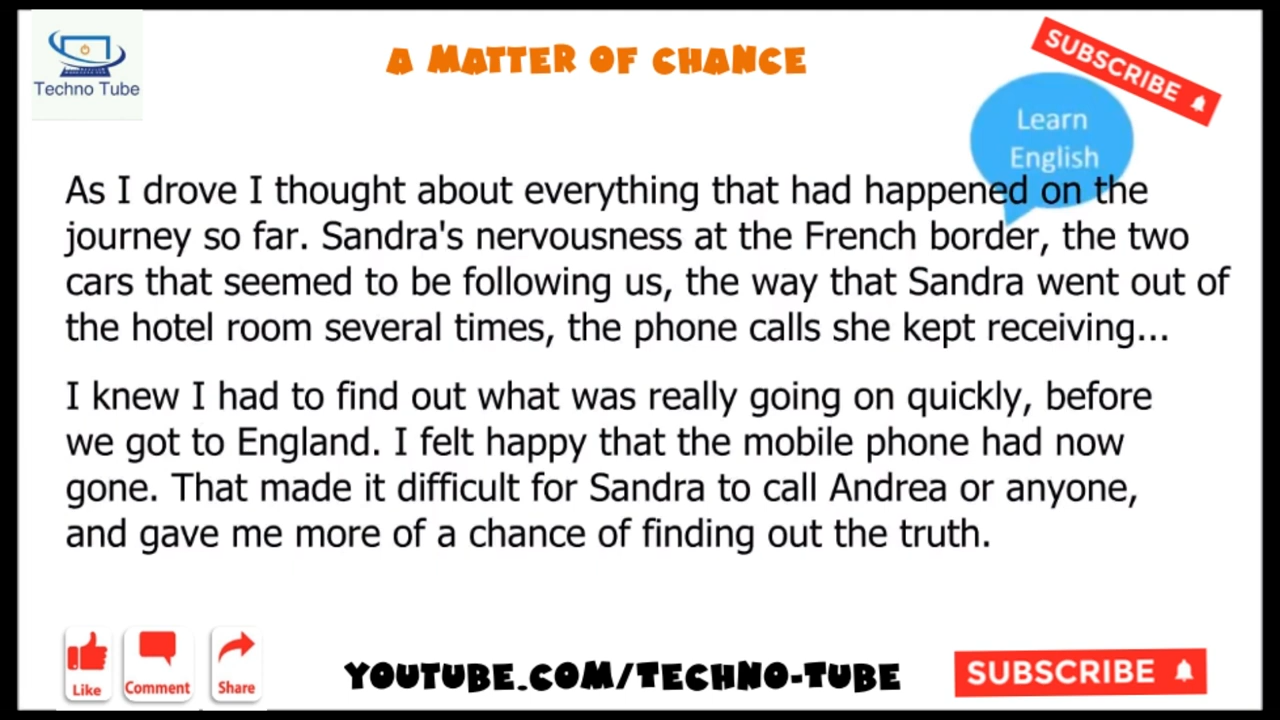 Techno Tube
A MATTER OF CHANCE
SUBSCRIBE
Learn
English
As I drove I thought about everything that had happened on the
journey so far. Sandra's nervousness at the French border, the two
cars that seemed to be following us, the way that Sandra went out of
the hotel room several times, the phone calls she kept receiving...
I knew I had to find out what was really going on quickly, before
we got to England. I felt happy that the mobile phone had now
gone. That made it difficult for Sandra to call Andrea or anyone,
and gave me more of a chance of finding out the truth.
Like
Comment
Share
YOUTUBE.COM/TECHNO-TUBE
SUBSCRIBE